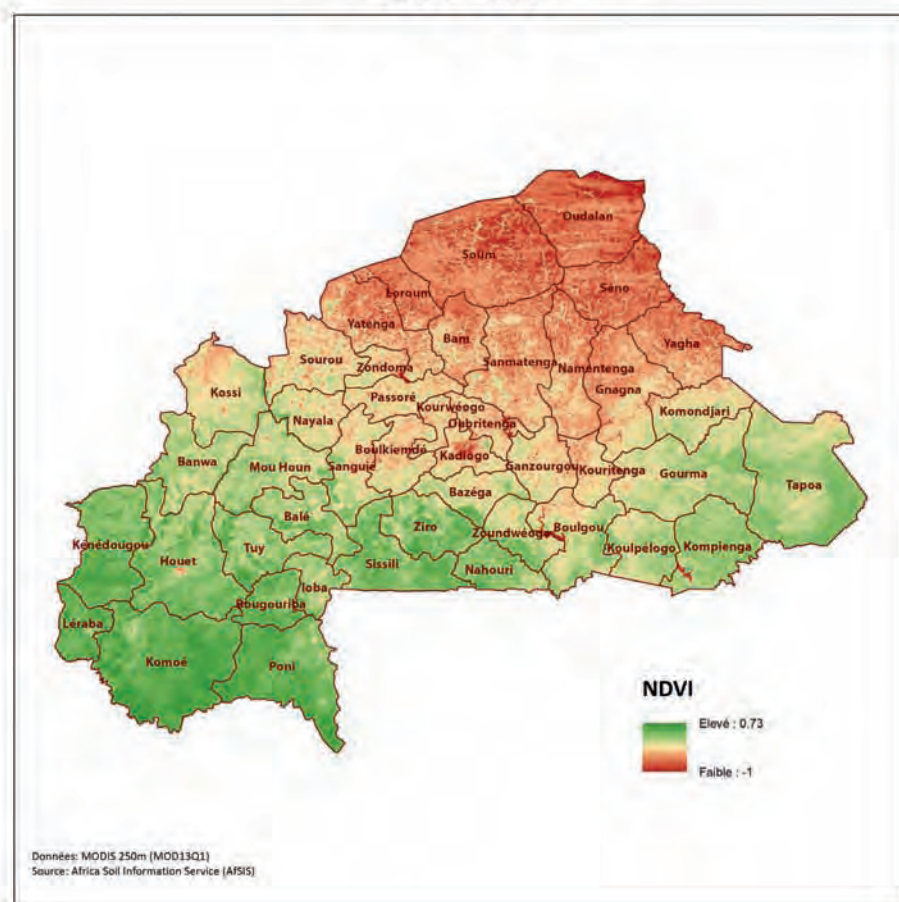 Oudalan
Soum
Séno
Loroum
Yatenga
Bam
Yagha
Sourou
Zondoma
Sanmatenga
Namentenga
Gnagna
Kossi
Passoré
Kourwéogo
Komondjari
Nayala
Oubritenga
Banwa
Mou Houn
Boulkiemdé
Kadiogo
Sanguié
Ganzourgou
Kouritenga
Gourma
Tapoa
Bazéga
Balé
Ziro
Zoundwéogo
Boulgou
Kénédougou
Houet
Tuy
Sissili
Nahouri
Koulpélogo
Kompienga
Ioba
Bougouriba
Léraba
Komoé
Poni
NDVI
Elevé : 0.73
Faible : -1
Données: MODIS 250m (MOD13Q1)
Source: Africa Soil Information Service (AfSIS)